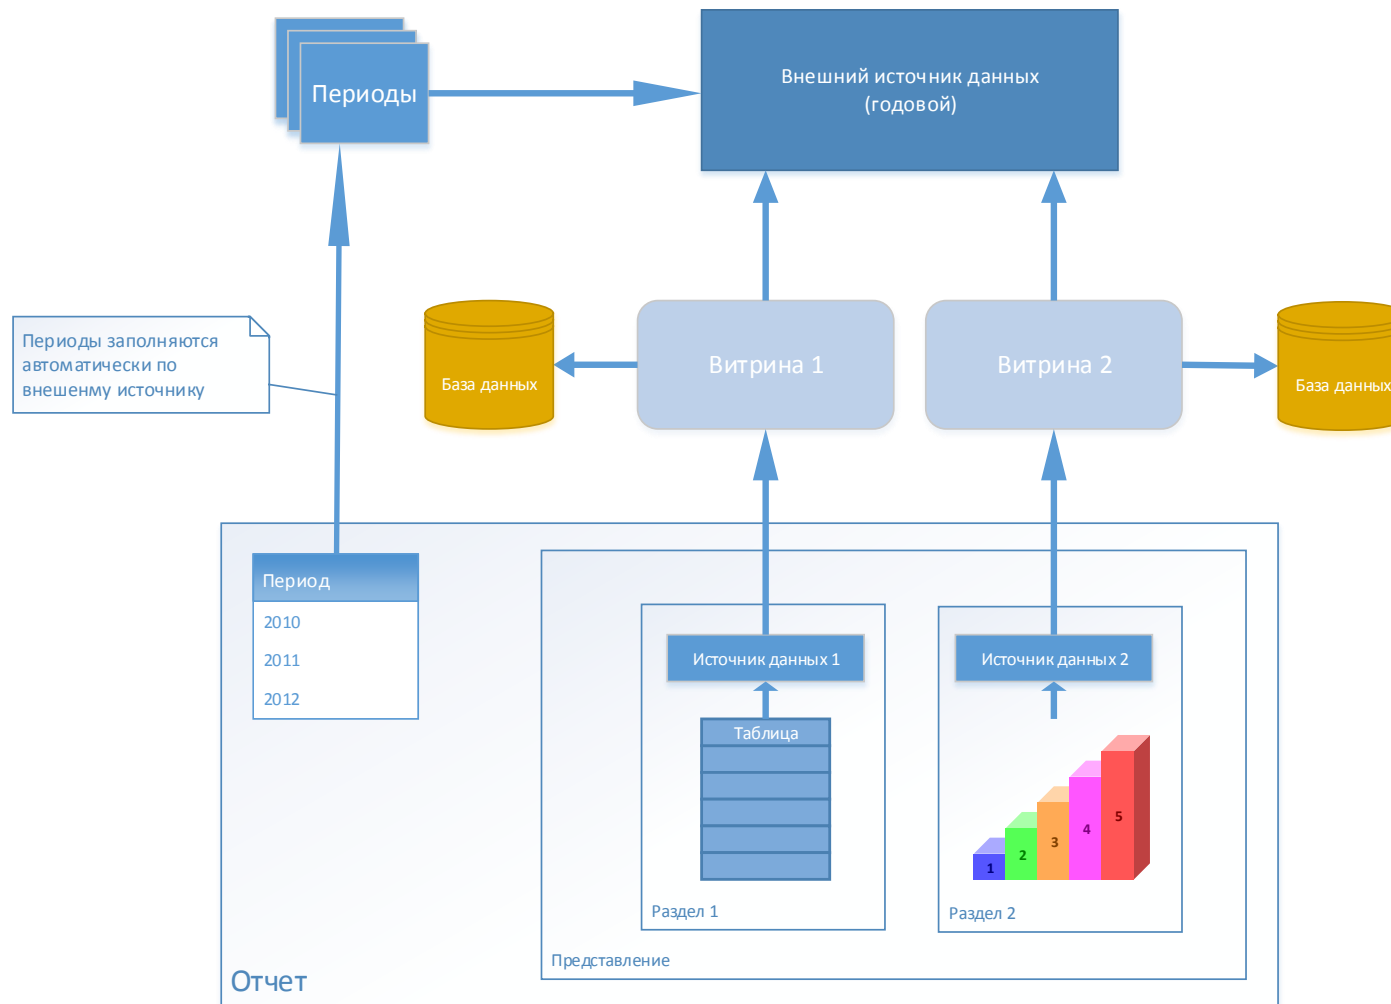 Периоды
Внешний источник данных
(годовой)
Периоды заполняются
автоматически по
внешенму источнику
База данных
Витрина 1
Витрина 2
База данных
Период
2010
2011
2012
Источник данных 1
Источник данных 2
Таблица
1
2
3
4
5
Раздел 1
Раздел 2
Представление
Отчет